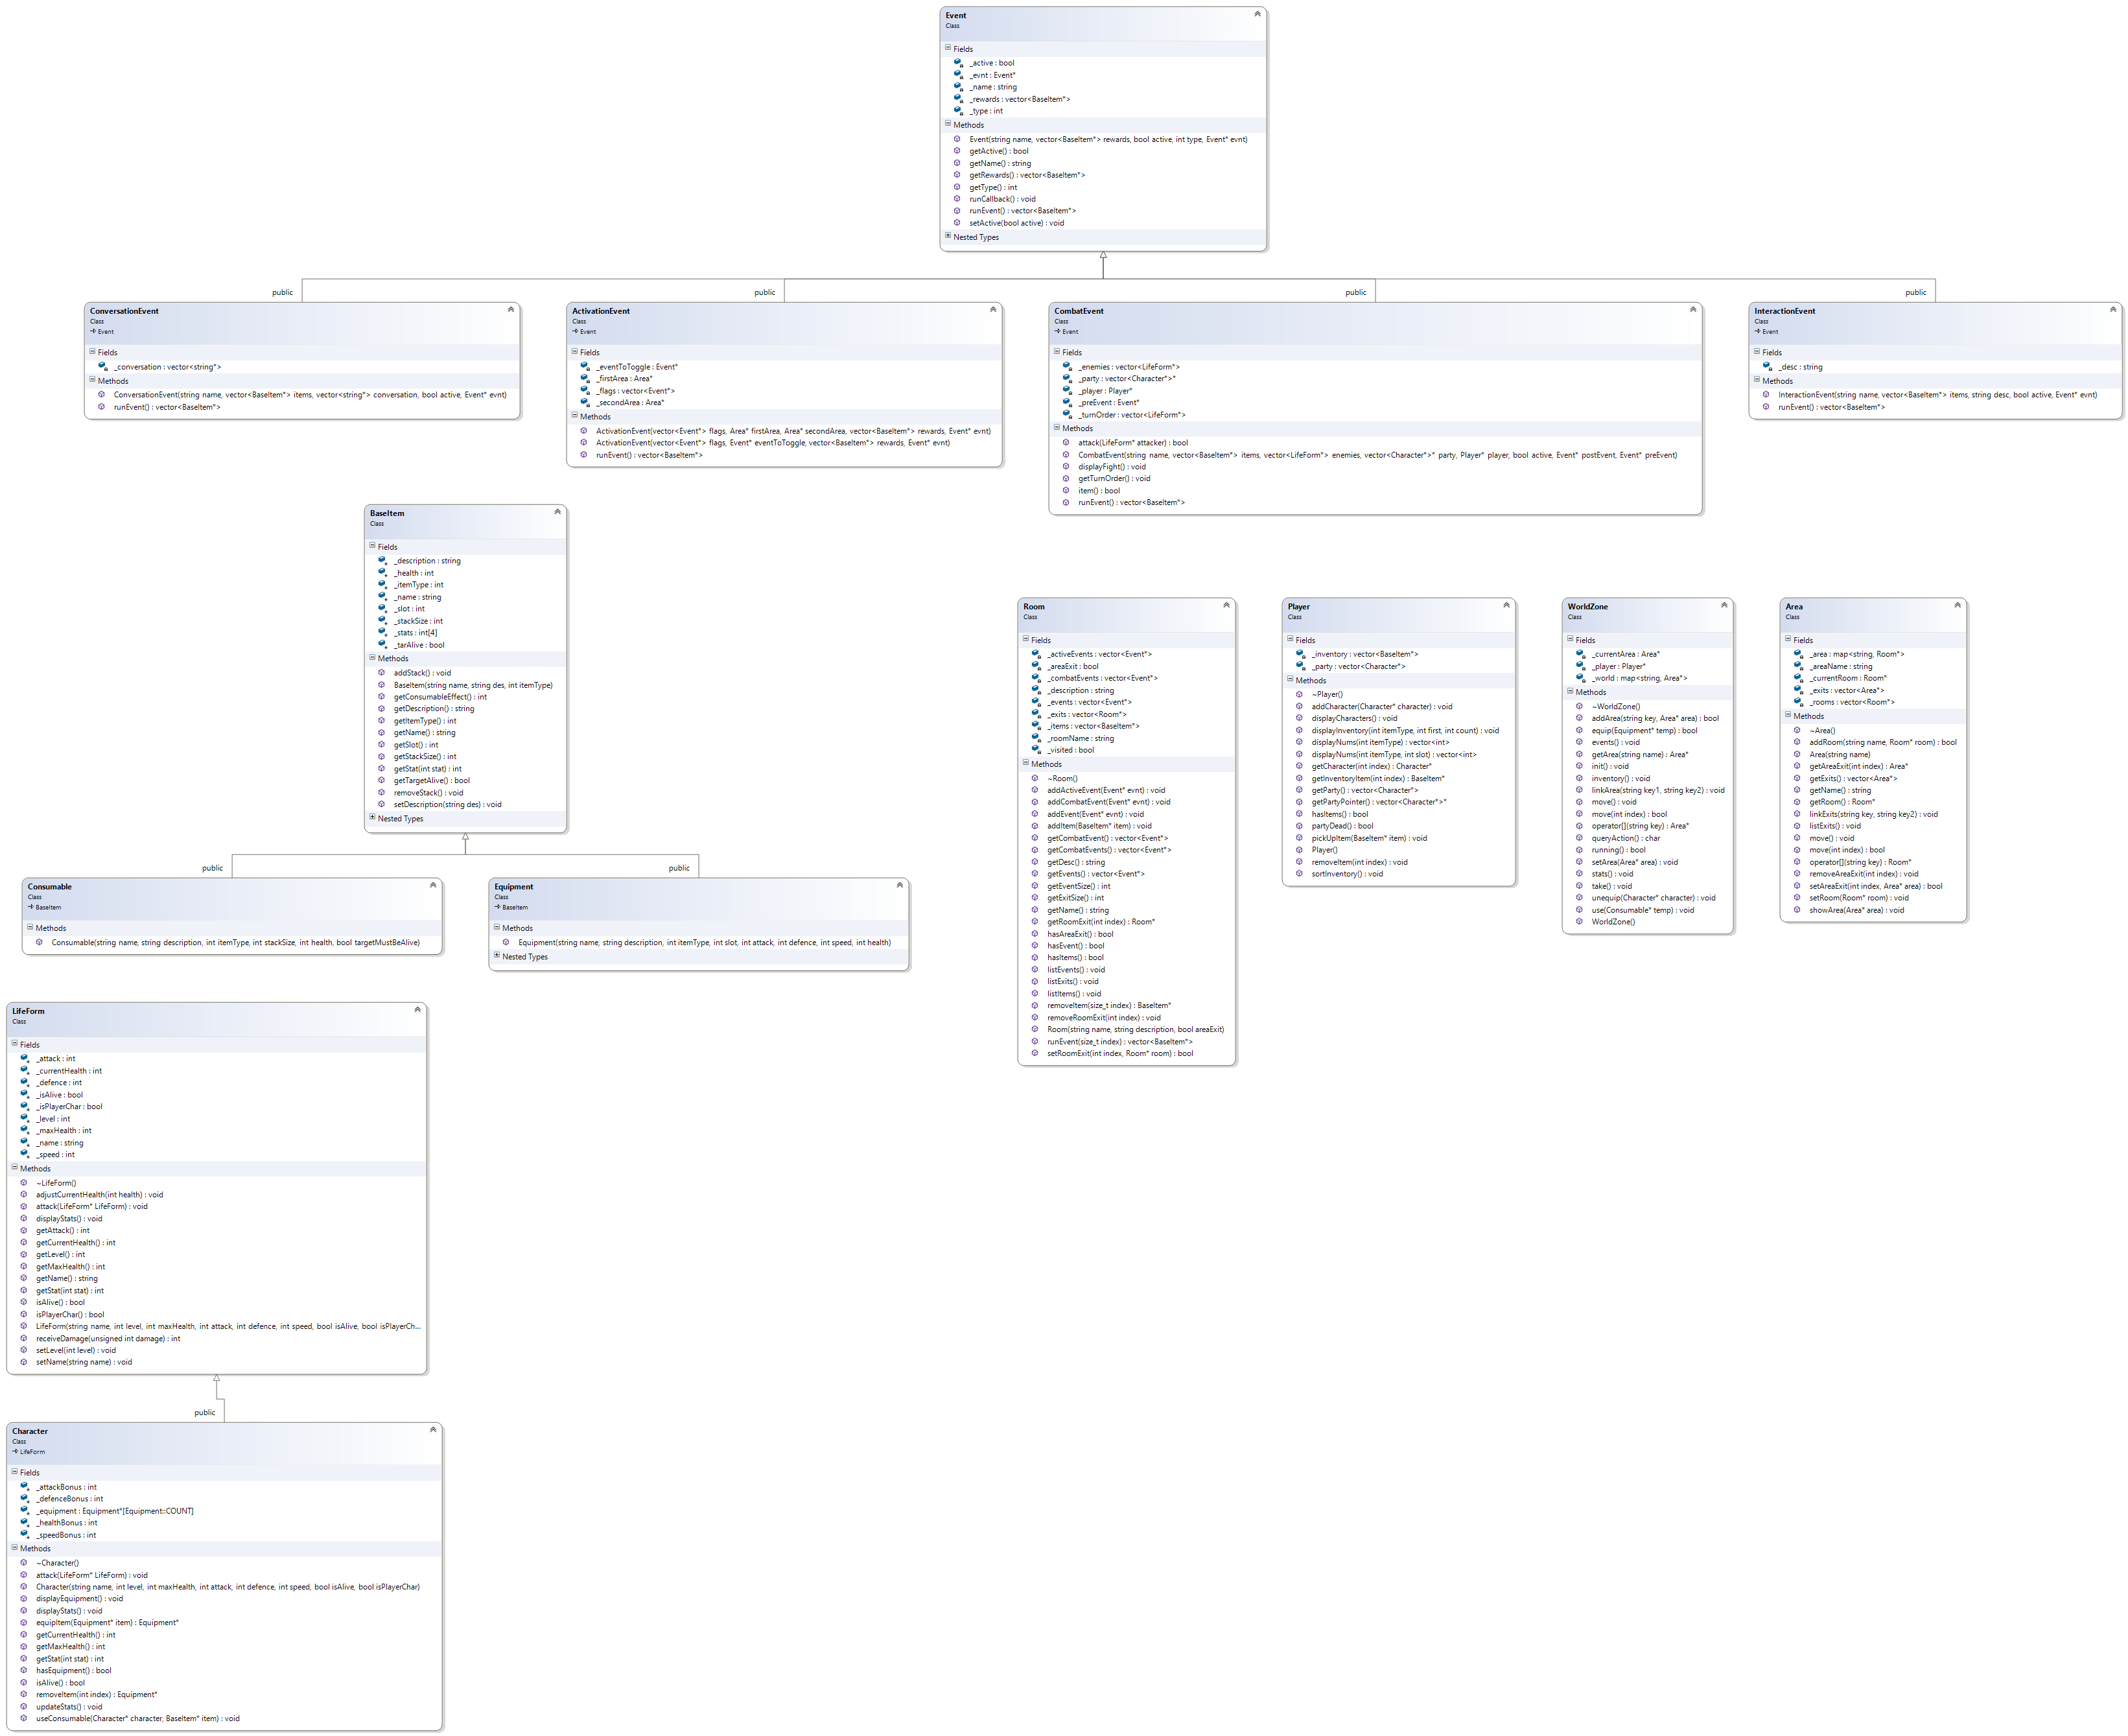 Event
Class
Fields
_active : bool
_evnt : Event*
_name : string
_rewards : vector<BaseItem*>
_type : int
Methods
Event(string name, vector<BaseItem*> rewards, bool active, int type, Event* evnt)
getActive() : bool
getName() : string
getRewards() : vector<BaseItem*>
getType() : int
runCallback() : void
runEvent() : vector<BaseItem*>
setActive(bool active) : void
Nested Types
public
public
public
public
ConversationEvent
Class
Event
Fields
_conversation : vector<string*>
Methods
ConversationEvent(string name, vector<BaseItem*> items, vector<string*> conversation, bool active, Event* evnt)
runEvent() : vector<BaseItem*>
ActivationEvent
Class
Event
Fields
_eventToToggle : Event*
_firstArea : Area*
_flags : vector<Event*>
_secondArea : Area*
Methods
ActivationEvent(vector<Event*> flags, Area* firstArea, Area* secondArea, vector<BaseItem*> rewards, Event* evnt)
ActivationEvent(vector<Event*> flags, Event* eventToToggle, vector<BaseItem*> rewards, Event* evnt)
runEvent() : vector<BaseItem*>
CombatEvent
Class
Event
Fields
_enemies : vector<LifeForm*>
_party : vector<Character*>*
_player : Player*
_preEvent : Event*
_turnOrder : vector<LifeForm*>
Methods
attack(LifeForm* attacker) : bool
CombatEvent(string name, vector<BaseItem*> items, vector<LifeForm*> enemies, vector<Character*>* party, Player* player, bool active, Event* postEvent, Event* preEvent)
displayFight() : void
getTurnOrder() : void
item() : bool
runEvent() : vector<BaseItem*>
InteractionEvent
Class
Event
Fields
_desc : string
Methods
InteractionEvent(string name, vector<BaseItem*> items, string desc, bool active, Event* evnt)
runEvent() : vector<BaseItem*>
BaseItem
Class
Fields
_description : string
_health : int
_itemType : int
_name : string
_slot : int
_stackSize : int
_stats : int[4]
_tarAlive : bool
Methods
addStack() : void
BaseItem(string name, string des, int itemType)
getConsumableEffect() : int
getDescription() : string
getItemType() : int
getName() : string
getSlot() : int
getStackSize() : int
getStat(int stat) : int
getTargetAlive() : bool
removeStack() : void
setDescription(string des) : void
Nested Types
public
public
Consumable
Class
BaseItem
Methods
Consumable(string name, string description, int itemType, int stackSize, int health, bool targetMustBeAlive)
Equipment
Class
BaseItem
Methods
Equipment(string name, string description, int itemType, int slot, int attack, int defence, int speed, int health)
Nested Types
Room
Class
Fields
_activeEvents : vector<Event*>
_areaExit : bool
_combatEvents : vector<Event*>
_description : string
_events : vector<Event*>
_exits : vector<Room*>
_items : vector<BaseItem*>
_roomName : string
_visited : bool
Methods
~Room()
addActiveEvent(Event* evnt) : void
addCombatEvent(Event* evnt) : void
addEvent(Event* evnt) : void
addItem(BaseItem* item) : void
getCombatEvent() : vector<Event*>
getCombatEvents() : vector<Event*>
getDesc() : string
getEvents() : vector<Event*>
getEventSize() : int
getExitSize() : int
getName() : string
getRoomExit(int index) : Room*
hasAreaExit() : bool
hasEvent() : bool
hasItems() : bool
listEvents() : void
listExits() : void
listItems() : void
removeItem(size_t index) : BaseItem*
removeRoomExit(int index) : void
Room(string name, string description, bool areaExit)
runEvent(size_t index) : vector<BaseItem*>
setRoomExit(int index, Room* room) : bool
Player
Class
Fields
_inventory : vector<BaseItem*>
_party : vector<Character*>
Methods
~Player()
addCharacter(Character* character) : void
displayCharacters() : void
displayInventory(int itemType, int first, int count) : void
displayNums(int itemType) : vector<int>
displayNums(int itemType, int slot) : vector<int>
getCharacter(int index) : Character*
getInventoryItem(int index) : BaseItem*
getParty() : vector<Character*>
getPartyPointer() : vector<Character*>*
hasItems() : bool
partyDead() : bool
pickUpItem(BaseItem* item) : void
Player()
removeItem(int index) : void
sortInventory() : void
WorldZone
Class
Fields
_currentArea : Area*
_player : Player*
_world : map<string, Area*>
Methods
~WorldZone()
addArea(string key, Area* area) : bool
equip(Equipment* temp) : bool
events() : void
getArea(string name) : Area*
init() : void
inventory() : void
linkArea(string key1, string key2) : void
move() : void
move(int index) : bool
operator[](string key) : Area*
queryAction() : char
running() : bool
setArea(Area* area) : void
stats() : void
take() : void
unequip(Character* character) : void
use(Consumable* temp) : void
WorldZone()
Area
Class
Fields
_area : map<string, Room*>
_areaName : string
_currentRoom : Room*
_exits : vector<Area*>
_rooms : vector<Room*>
Methods
~Area()
addRoom(string name, Room* room) : bool
Area(string name)
getAreaExit(int index) : Area*
getExits() : vector<Area*>
getName() : string
getRoom() : Room*
linkExits(string key, string key2) : void
listExits() : void
move() : void
move(int index) : bool
operator[](string key) : Room*
removeAreaExit(int index) : void
setAreaExit(int index, Area* area) : bool
setRoom(Room* room) : void
showArea(Area* area) : void
LifeForm
Class
Fields
_attack : int
_currentHealth : int
_defence : int
_isAlive : bool
_isPlayerChar : bool
_level : int
_maxHealth : int
_name : string
_speed : int
Methods
~LifeForm()
adjustCurrentHealth(int health) : void
attack(LifeForm* LifeForm) : void
displayStats() : void
getAttack() : int
getCurrentHealth() : int
getLevel() : int
getMaxHealth() : int
getName() : string
getStat(int stat) : int
isAlive() : bool
isPlayerChar() : bool
LifeForm(string name, int level, int maxHealth, int attack, int defence, int speed, bool isAlive, bool isPlayerCh...
receiveDamage(unsigned int damage) : int
setLevel(int level) : void
setName(string name) : void
public
Character
Class
LifeForm
Fields
_attackBonus : int
_defenceBonus : int
_equipment : Equipment*[Equipment::COUNT]
_healthBonus : int
_speedBonus : int
Methods
~Character()
attack(LifeForm* LifeForm) : void
Character(string name, int level, int maxHealth, int attack, int defence, int speed, bool isAlive, bool isPlayerChar)
displayEquipment() : void
displayStats() : void
equipItem(Equipment* item) : Equipment*
getCurrentHealth() : int
getMaxHealth() : int
getStat(int stat) : int
hasEquipment() : bool
isAlive() : bool
removeItem(int index) : Equipment*
updateStats() : void
useConsumable(Character* character, BaseItem* item) : void